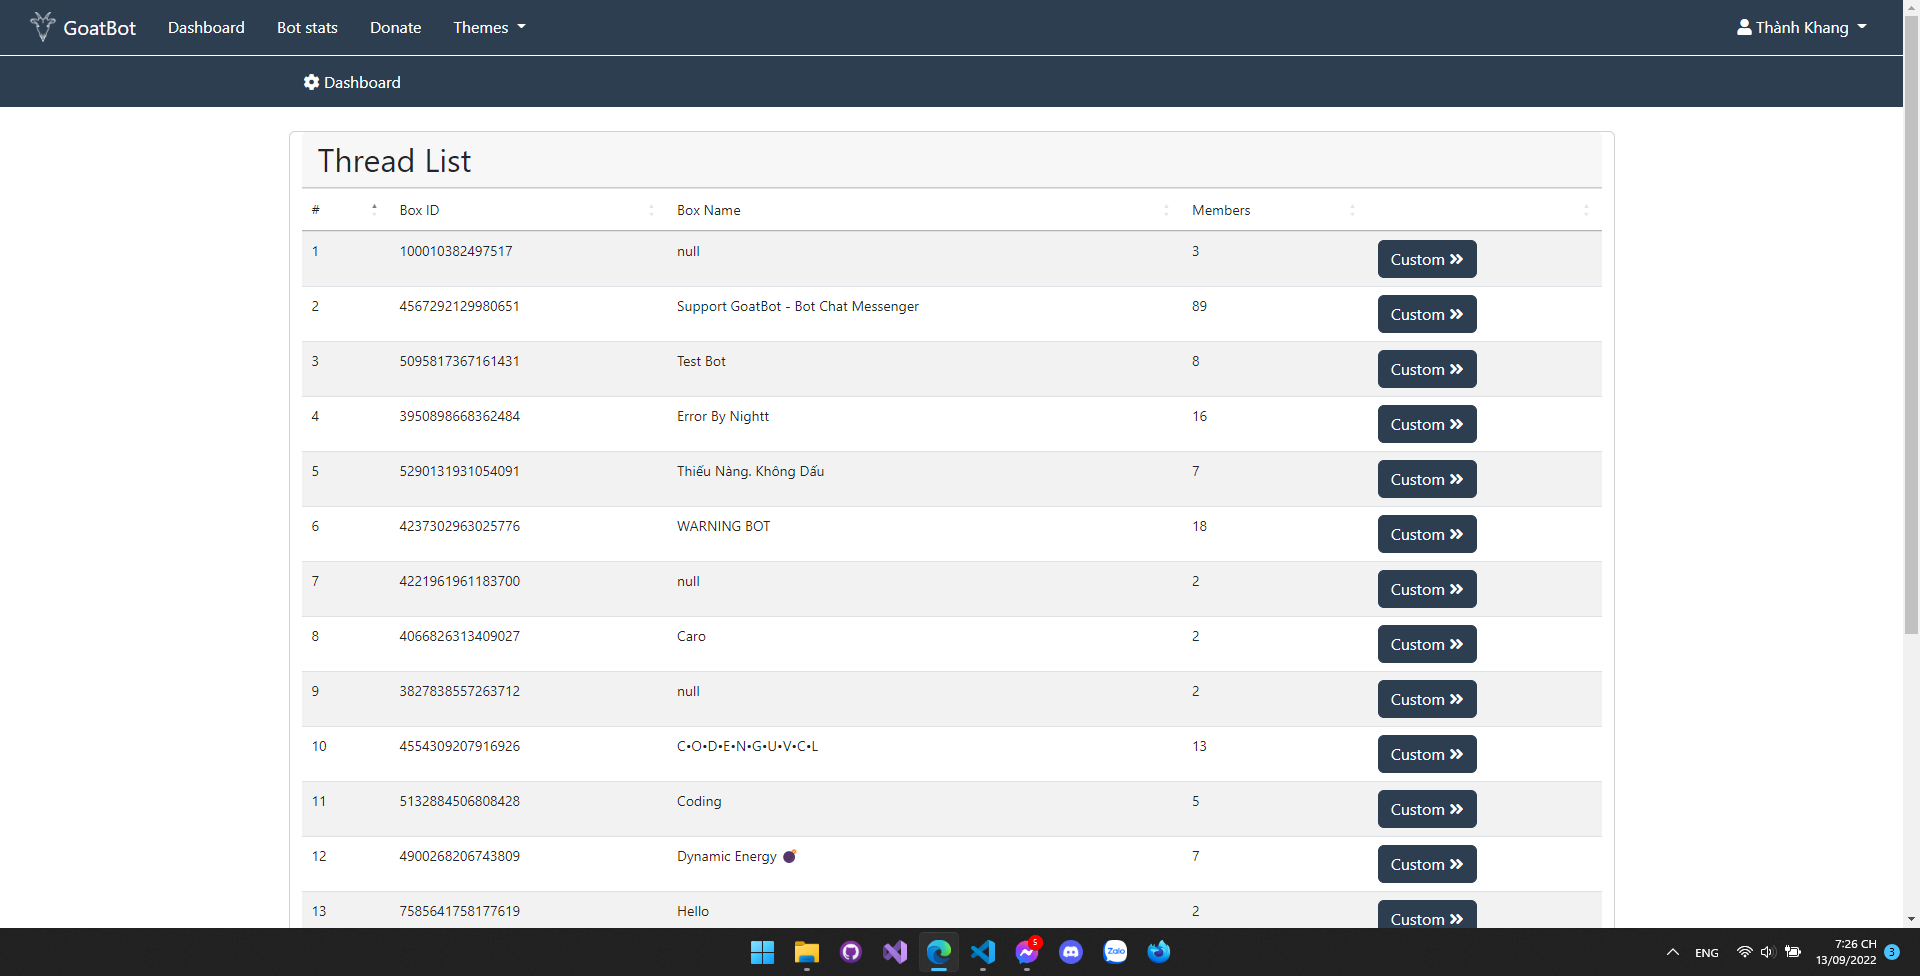 GoatBot Dashboard Bot stats Donate Themes Thành Khang
Dashboard
Thread List
# Box ID Box Name Members
1 100010382497517 null 3 Custom
2 4567292129980651 Support GoatBot - Bot Chat Messenger 89 Custom
3 5095817367161431 Test Bot 8 Custom
4 3950898668362484 Error By Nightt 16 Custom
5 5290131931054091 Thiếu Nàng. Không Dấu 7 Custom
6 4237302963025776 WARNING BOT 18 Custom
7 4221961961183700 null 2 Custom
8 4066826313409027 Caro 2 Custom
9 3827838557263712 null 2 Custom
10 4554309207916926 C•O•D•E•N•G•U•V•C•L 13 Custom
11 5132884506808428 Coding 5 Custom
12 4900268206743809 Dynamic Energy 7 Custom
13 7585641758177619 Hello 2 Custom
5 Zalo ENG 7:26 CH
13/09/2022 3